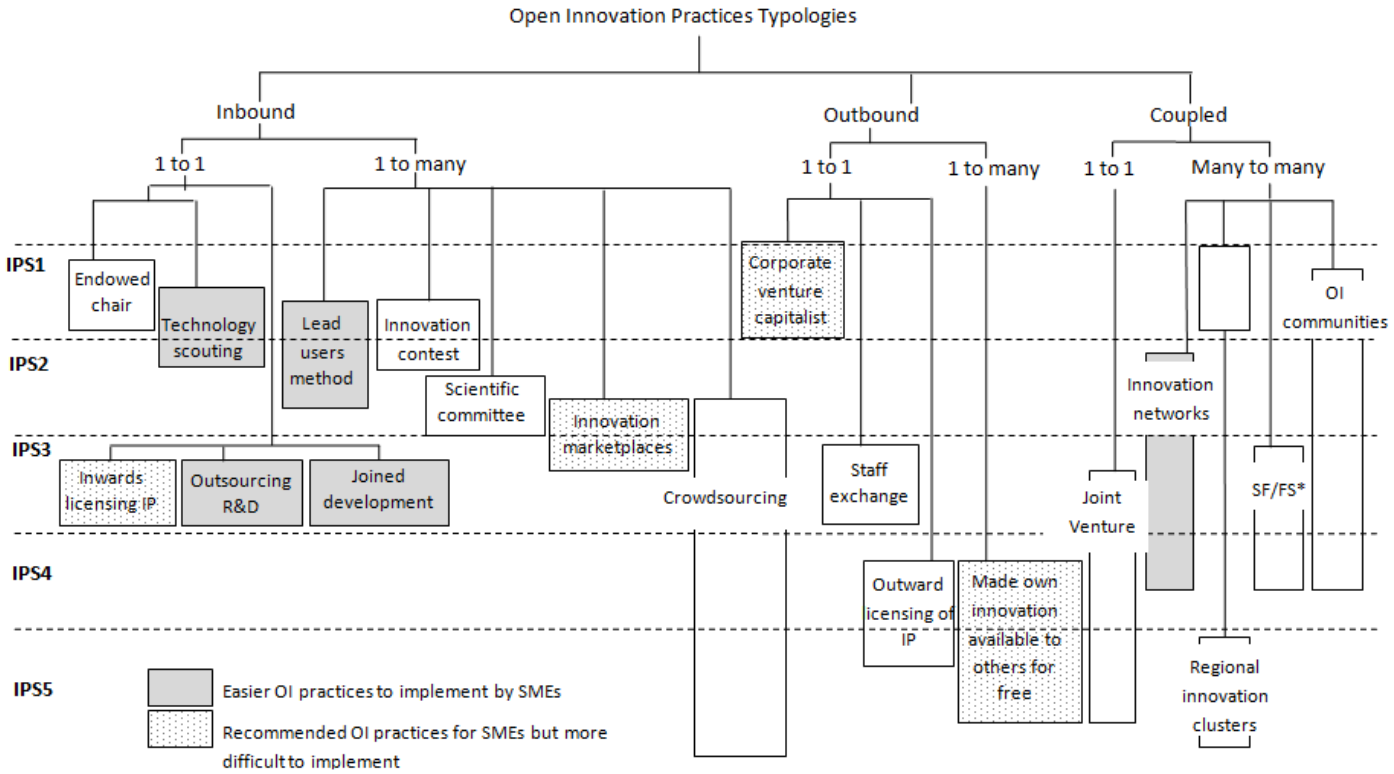 Open Innovation Practices Typologies
Inbound
Outbound
Coupled
1 to 1
1 to many
1 to 1
1 to many
1 to 1
Many to many
IPS1
Endowed
chair
Technology
scouting
Lead
users
method
Innovation
contest
Corporate
venture
capitalist
OI
communities
IPS2
Scientific
committee
Innovation
marketplaces
Innovation
networks
IPS3
Inwards
licensing IP
Outsourcing
R&D
Joined
development
Crowdsourcing
Staff
exchange
Joint
Venture
SF/FS*
IPS4
Outward
licensing of
IP
Made own
innovation
available to
others for
free
IPS5
Regional
innovation
clusters
Easier OI practices to implement by SMEs
Recommended OI practices for SMEs but more
difficult to implement